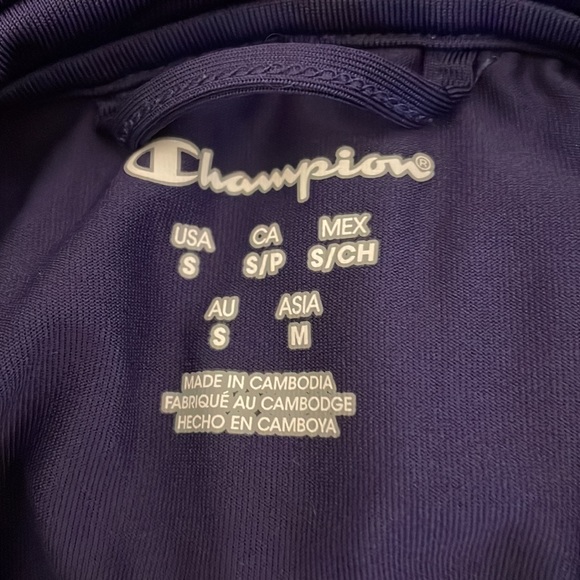 Champion®
USA CA MEX
S S/P S/CH
AU ASIA
S M
MADE IN CAMBODIA
FABRIQUÉ AU CAMBODGE
HECHO EN CAMBOYA